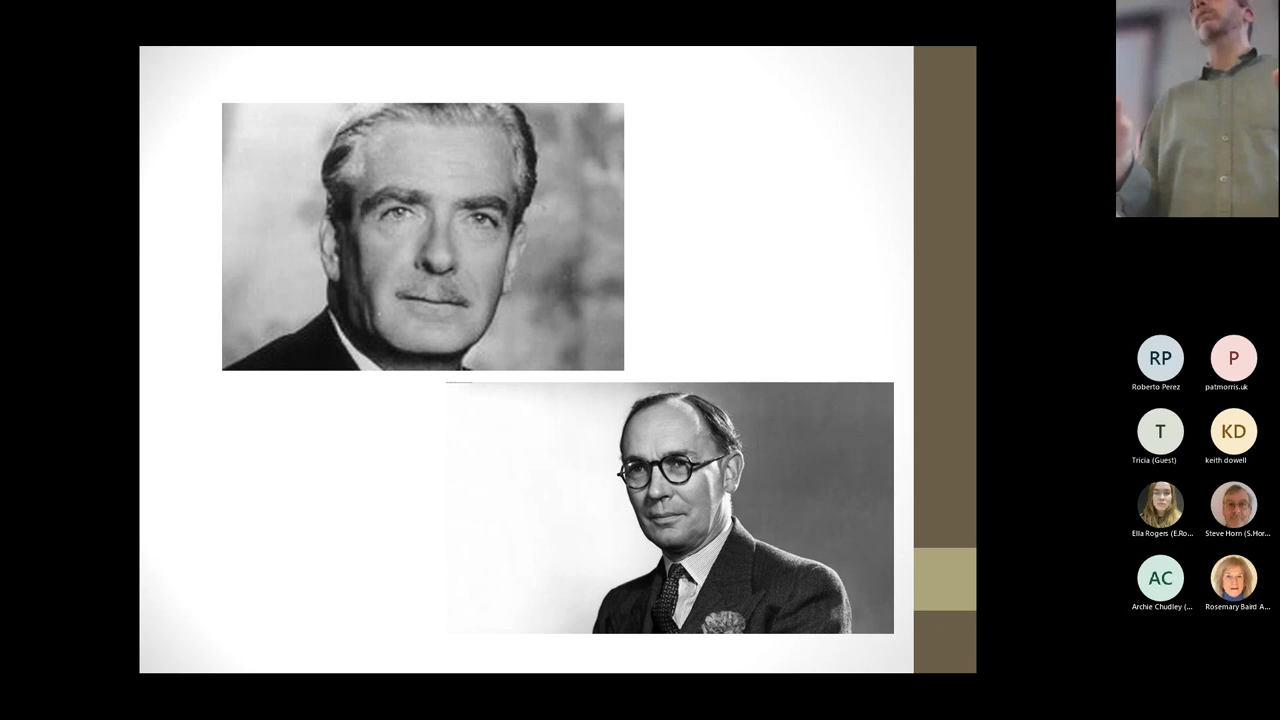 RP
P
Roberto Perez
patmorris.uk
T
KD
Tricia (Guest)
keith dowell
Ella Rogers (E.Ro...
Steve Horn (S.Hor...
AC
Archie Chudley (...
Rosemary Baird A...